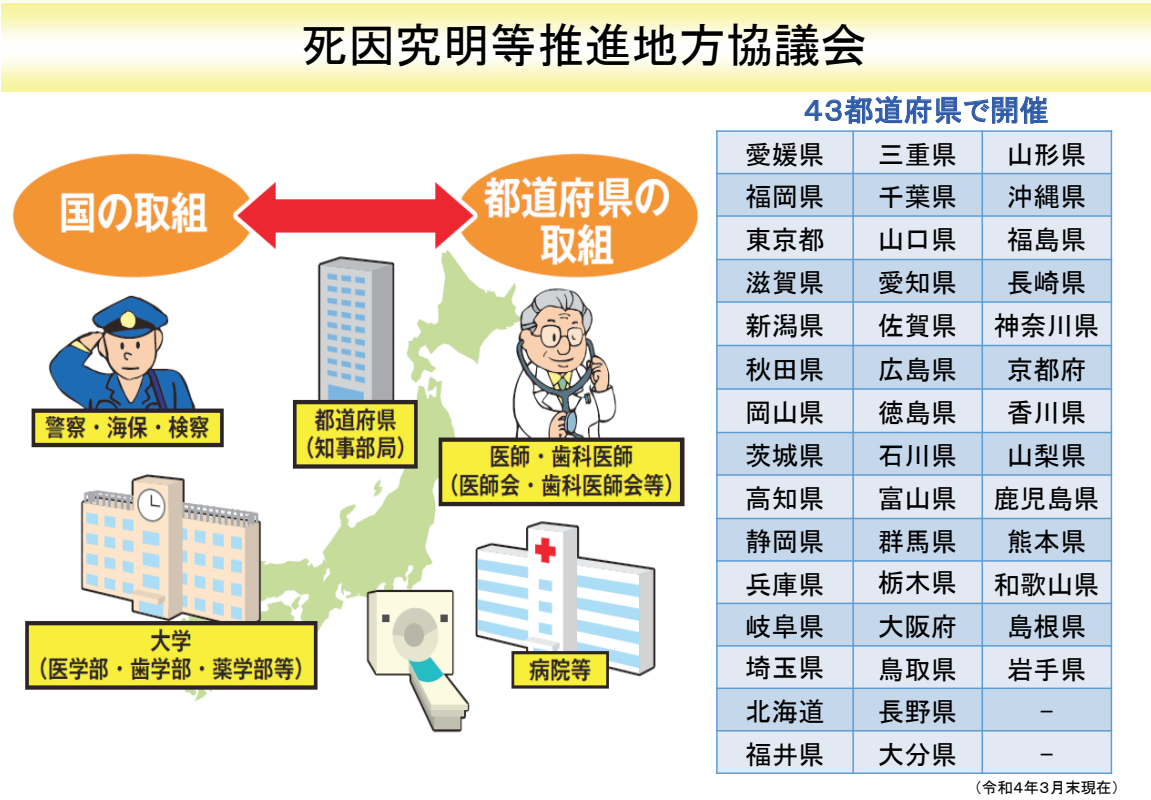 死因究明等推進地方協議会
国の取組
都道府県の
取組
警察・海保・検察
都道府県
（知事部局）
医師・歯科医師
（医師会・歯科医師会等）
大学
（医学部・歯学部・薬学部等）
病院等
４３都道府県で開催
愛媛県 三重県 山形県
福岡県 千葉県 沖縄県
東京都 山口県 福島県
滋賀県 愛知県 長崎県
新潟県 佐賀県 神奈川県
秋田県 広島県 京都府
岡山県 徳島県 香川県
茨城県 石川県 山梨県
高知県 富山県 鹿児島県
静岡県 群馬県 熊本県
兵庫県 栃木県 和歌山県
岐阜県 大阪府 島根県
埼玉県 鳥取県 岩手県
北海道 長野県 －
福井県 大分県 －
（令和４年３月末現在）